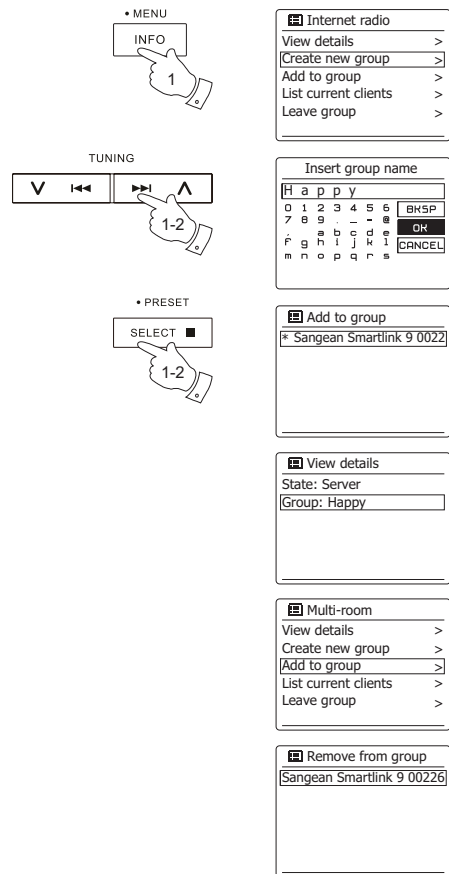 • MENU
INFO
1
TUNING
1-2
• PRESET
SELECT
1-2
Internet radio
View details >
Create new group >
Add to group >
List current clients >
Leave group >
Insert group name
Happy
0 1 2 3 4 5 6 BKSP
7 8 9 . _ - @ OK
a b c d e
f g h i j k l CANCEL
m n o p q r s
Add to group
* Sangean Smartlink 9 0022
View details
State: Server
Group: Happy
Multi-room
View details >
Create new group >
Add to group >
List current clients >
Leave group >
Remove from group
Sangean Smartlink 9 00226